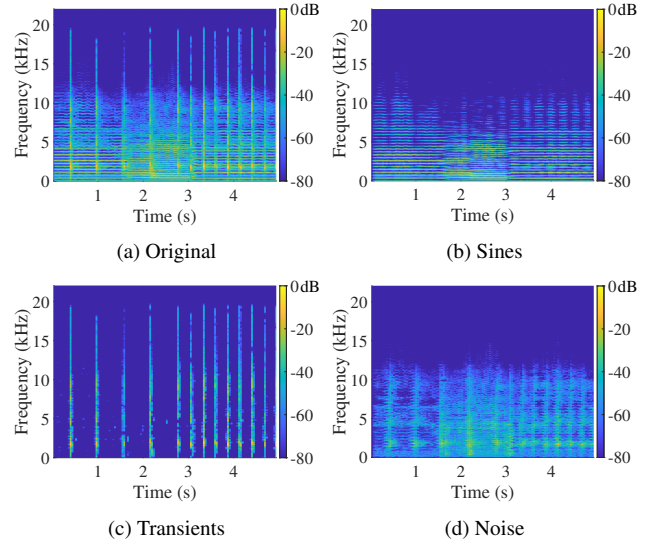 0dB
20
-20
15
-40
10
-60
5
0
-80
Frequency (kHz)
1 2 3 4
Time (s)
(a) Original
0dB
20
-20
15
-40
10
-60
5
0
-80
Frequency (kHz)
1 2 3 4
Time (s)
(b) Sines
0dB
20
-20
15
-40
10
-60
5
0
-80
Frequency (kHz)
1 2 3 4
Time (s)
(c) Transients
0dB
20
-20
15
-40
10
-60
5
0
-80
Frequency (kHz)
1 2 3 4
Time (s)
(d) Noise